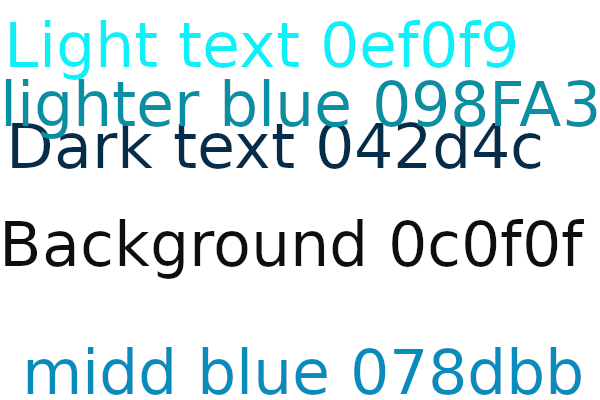 Light text 0ef0f9
lighter blue 098FA3
Dark text 042d4c
Background 0c0f0f
midd blue 078dbb